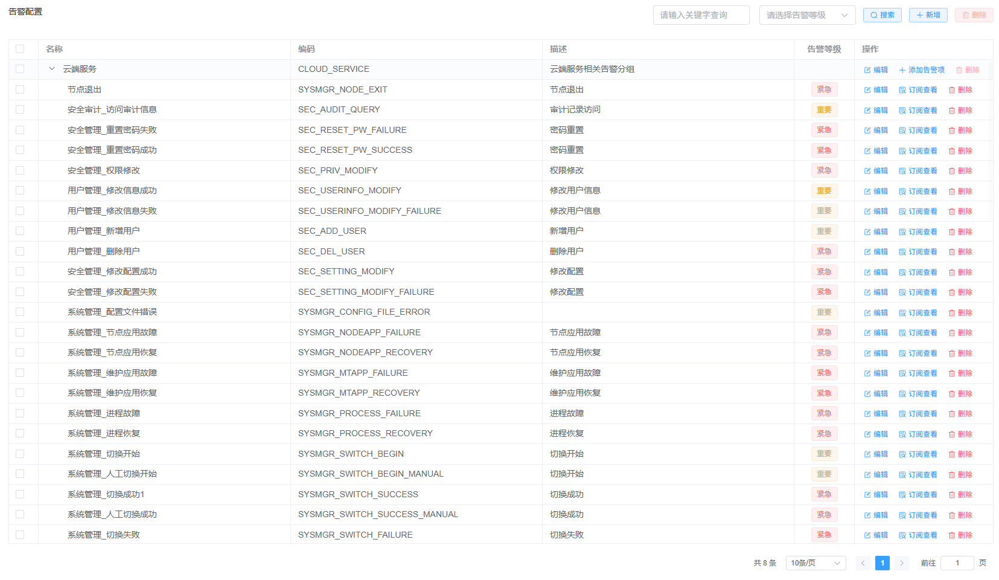 告警配置 请输入关键字查询 请选择告警等级 搜索 新增 删除
名称 编码 描述 告警等级 操作
云端服务 CLOUD_SERVICE 云端服务相关告警分组 编辑 添加告警项 删除
节点退出 SYSMGR_NODE_EXIT 节点退出 紧急 编辑 订阅查看 删除
安全审计_访问审计信息 SEC_AUDIT_QUERY 审计记录访问 重要 编辑 订阅查看 删除
安全管理_重置密码失败 SEC_RESET_PW_FAILURE 密码重置 紧急 编辑 订阅查看 删除
安全管理_重置密码成功 SEC_RESET_PW_SUCCESS 密码重置 紧急 编辑 订阅查看 删除
安全管理_权限修改 SEC_PRIV_MODIFY 权限修改 紧急 编辑 订阅查看 删除
用户管理_修改信息成功 SEC_USERINFO_MODIFY 修改用户信息 重要 编辑 订阅查看 删除
用户管理_修改信息失败 SEC_USERINFO_MODIFY_FAILURE 修改用户信息 重要 编辑 订阅查看 删除
用户管理_新增用户 SEC_ADD_USER 新增用户 重要 编辑 订阅查看 删除
用户管理_删除用户 SEC_DEL_USER 删除用户 紧急 编辑 订阅查看 删除
安全管理_修改配置成功 SEC_SETTING_MODIFY 修改配置 紧急 编辑 订阅查看 删除
安全管理_修改配置失败 SEC_SETTING_MODIFY_FAILURE 修改配置 紧急 编辑 订阅查看 删除
系统管理_配置文件错误 SYSMGR_CONFIG_FILE_ERROR 重要 编辑 订阅查看 删除
系统管理_节点应用故障 SYSMGR_NODEAPP_FAILURE 节点应用故障 紧急 编辑 订阅查看 删除
系统管理_节点应用恢复 SYSMGR_NODEAPP_RECOVERY 节点应用恢复 紧急 编辑 订阅查看 删除
系统管理_维护应用故障 SYSMGR_MTAPP_FAILURE 维护应用故障 紧急 编辑 订阅查看 删除
系统管理_维护应用恢复 SYSMGR_MTAPP_RECOVERY 维护应用恢复 紧急 编辑 订阅查看 删除
系统管理_进程故障 SYSMGR_PROCESS_FAILURE 进程故障 紧急 编辑 订阅查看 删除
系统管理_进程恢复 SYSMGR_PROCESS_RECOVERY 进程恢复 紧急 编辑 订阅查看 删除
系统管理_切换开始 SYSMGR_SWITCH_BEGIN 切换开始 重要 编辑 订阅查看 删除
系统管理_人工切换开始 SYSMGR_SWITCH_BEGIN_MANUAL 切换开始 重要 编辑 订阅查看 删除
系统管理_切换成功1 SYSMGR_SWITCH_SUCCESS 切换成功 紧急 编辑 订阅查看 删除
系统管理_人工切换成功 SYSMGR_SWITCH_SUCCESS_MANUAL 切换成功 紧急 编辑 订阅查看 删除
系统管理_切换失败 SYSMGR_SWITCH_FAILURE 切换失败 紧急 编辑 订阅查看 删除
共 8 条 10条/页 1 前往 1 页